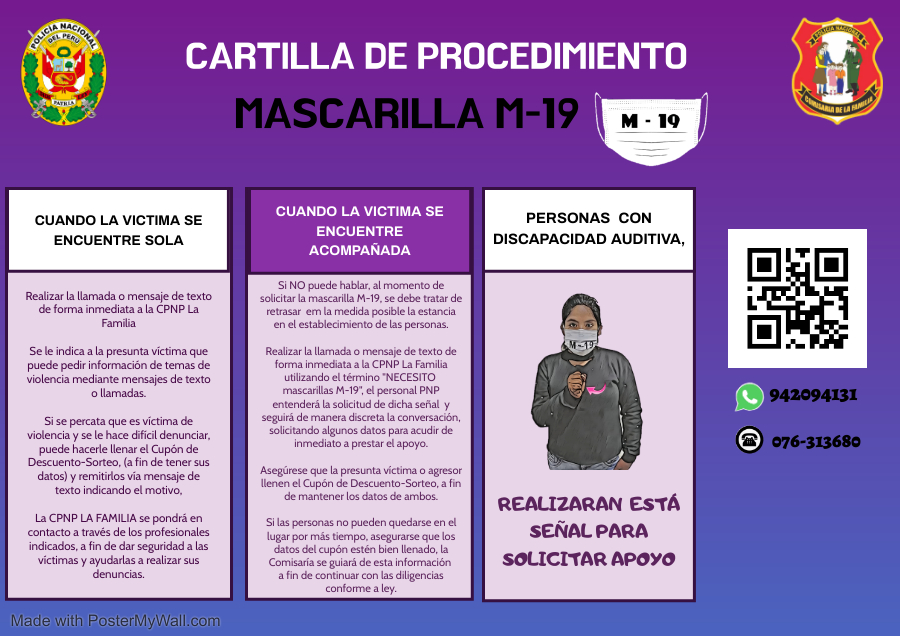 POLICÍA NACIONAL
DEL PERU
PATRIA
CARTILLA DE PROCEDIMIENTO
MASCARILLA M-19
M - 19
POLICIA NACIONAL
COMISARIA DE LA FAMILIA
CUANDO LA VICTIMA SE
ENCUENTRE SOLA
Realizar la llamada o mensaje de texto
de forma inmediata a la CPNP La
Familia
Se le indica a la presunta víctima que
puede pedir información de temas de
violencia mediante mensajes de texto
o llamadas.
Si se percata que es víctima de
violencia y se le hace difícil denunciar,
puede hacerle llenar el Cupón de
Descuento-Sorteo, (a fin de tener sus
datos) y remitirlos vía mensaje de
texto indicando el motivo,
La CPNP LA FAMILIA se pondrá en
contacto a través de los profesionales
indicados, a fin de dar seguridad a las
víctimas y ayudarlas a realizar sus
denuncias.
CUANDO LA VICTIMA SE
ENCUENTRE
ACOMPAÑADA
Si NO puede hablar, al momento de
solicitar la mascarilla M-19, se debe tratar de
retrasar em la medida posible la estancia
en el establecimiento de las personas.
Realizar la llamada o mensaje de texto de
forma inmediata a la CPNP La Familia
utilizando el término "NECESITO
mascarillas M-19", el personal PNP
entenderá la solicitud de dicha señal y
seguirá de manera discreta la conversación,
solicitando algunos datos para acudir de
inmediato a prestar el apoyo.
Asegúrese que la presunta víctima o agresor
llenen el Cupón de Descuento-Sorteo, a fin
de mantener los datos de ambos.
Si las personas no pueden quedarse en el
lugar por más tiempo, asegurarse que los
datos del cupón estén bien llenado, la
Comisaría se guiará de esta información
a fin de continuar con las diligencias
conforme a ley.
PERSONAS CON
DISCAPACIDAD AUDITIVA,
M-19
REALIZARAN ESTÁ
SEÑAL PARA
SOLICITAR APOYO
942094131
076-313680
Made with PosterMyWall.com